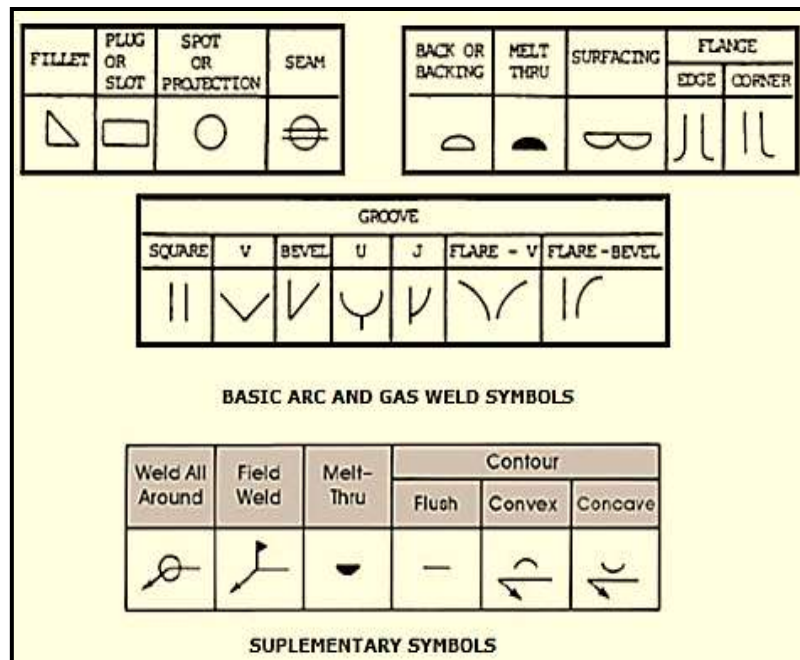 FILLET
PLUG OR SLOT
SPOT OR PROJECTION
SEAM
BACK OR BACKING
MELT THRU
SURFACING
FLANGE
EDGE CORNER
GROOVE
SQUARE V BEVEL U J FLARE - V FLARE - BEVEL
BASIC ARC AND GAS WELD SYMBOLS
Weld All Around
Field Weld
Melt- Thru
Contour
Flush Convex Concave
SUPLEMENTARY SYMBOLS